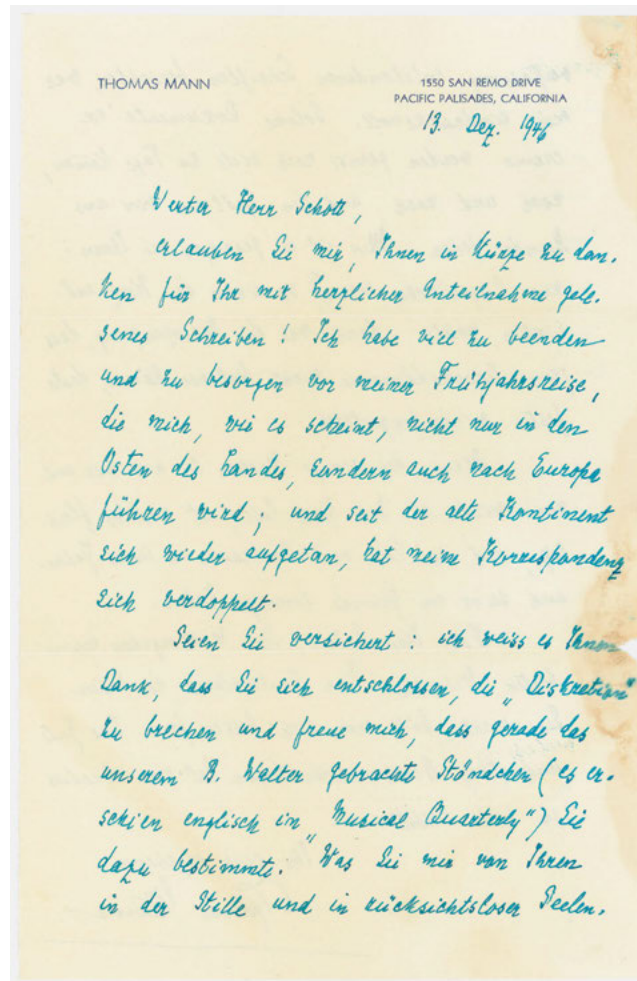 THOMAS MANN
1550 SAN REMO DRIVE
PACIFIC PALISADES, CALIFORNIA
13. Dez. 1946
Werter Herr Schott,
erlauben Sie mir, Ihnen in Kürze zu dan-
ken für Ihr mit herzlicher Anteilnahme gele-
senes Schreiben! Ich habe viel zu beenden
und zu besorgen vor meiner Frühjahrsreise,
die mich, wie es scheint, nicht nur in den
Osten des Landes, sondern auch nach Europa
führen wird; und seit der alte Kontinent
sich wieder aufgetan, hat meine Korrespondenz
sich verdoppelt.
Seien Sie versichert: ich weiss es Ihnen
Dank, dass Sie sich entschlossen, die „Diskretion"
zu brechen und freue mich, dass gerade das
unserem B. Walter gebrachte Ständchen (es er-
schien englisch im „Musical Quarterly") Sie
dazu bestimmte. Was Sie mir von Ihren
in der Stille und in rücksichtsloser Seelen-